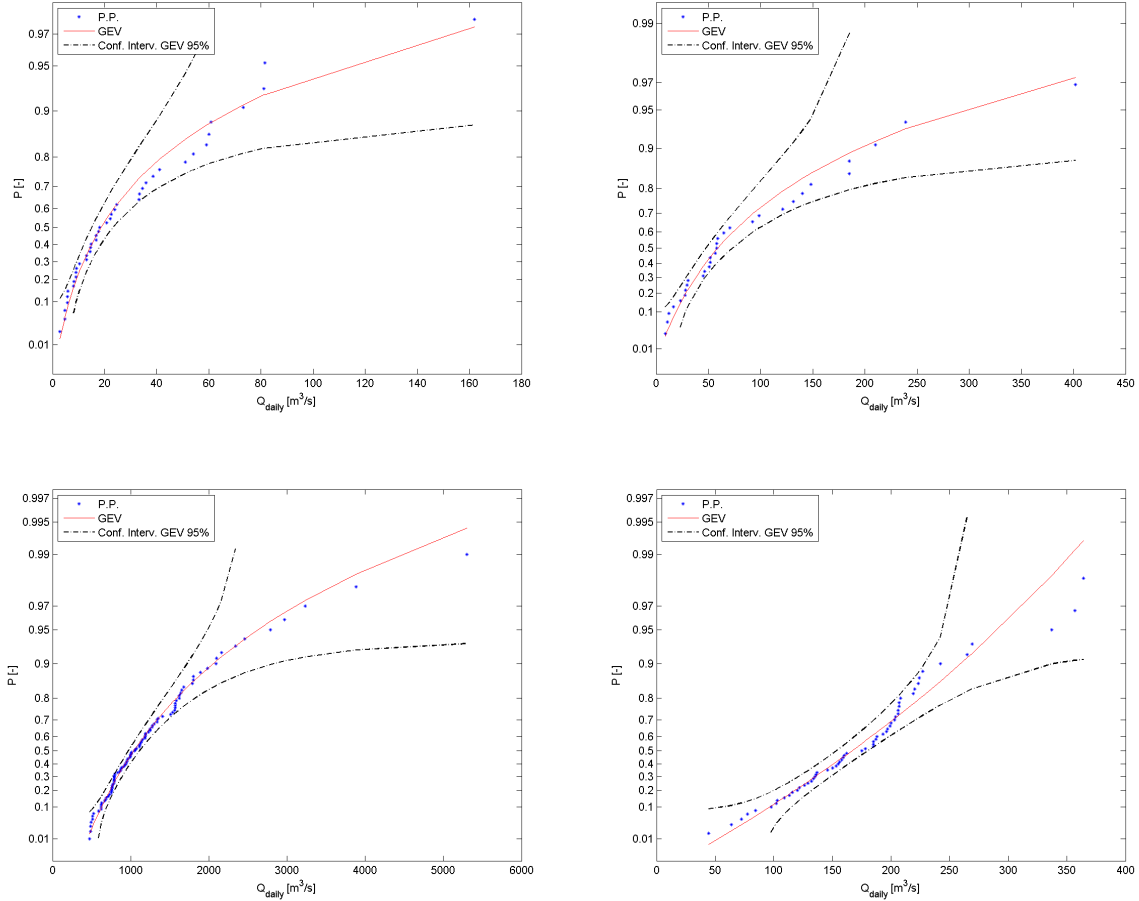 P.P.
GEV
Conf. Interv. GEV 95%
0.97
0.95
0.9
0.8
0.7
0.6
0.5
0.4
0.3
0.2
0.1
0.01
P [-]
0 20 40 60 80 100 120 140 160 180
Q_daily [m³/s]
P.P.
GEV
Conf. Interv. GEV 95%
0.99
0.97
0.95
0.9
0.8
0.7
0.6
0.5
0.4
0.3
0.2
0.1
0.01
P [-]
0 50 100 150 200 250 300 350 400 450
Q_daily [m³/s]
P.P.
GEV
Conf. Interv. GEV 95%
0.997
0.995
0.99
0.97
0.95
0.9
0.8
0.7
0.6
0.5
0.4
0.3
0.2
0.1
0.01
P [-]
0 1000 2000 3000 4000 5000 6000
Q_daily [m³/s]
P.P.
GEV
Conf. Interv. GEV 95%
0.997
0.995
0.99
0.97
0.95
0.9
0.8
0.7
0.6
0.5
0.4
0.3
0.2
0.1
0.01
P [-]
0 50 100 150 200 250 300 350 400
Q_daily [m³/s]